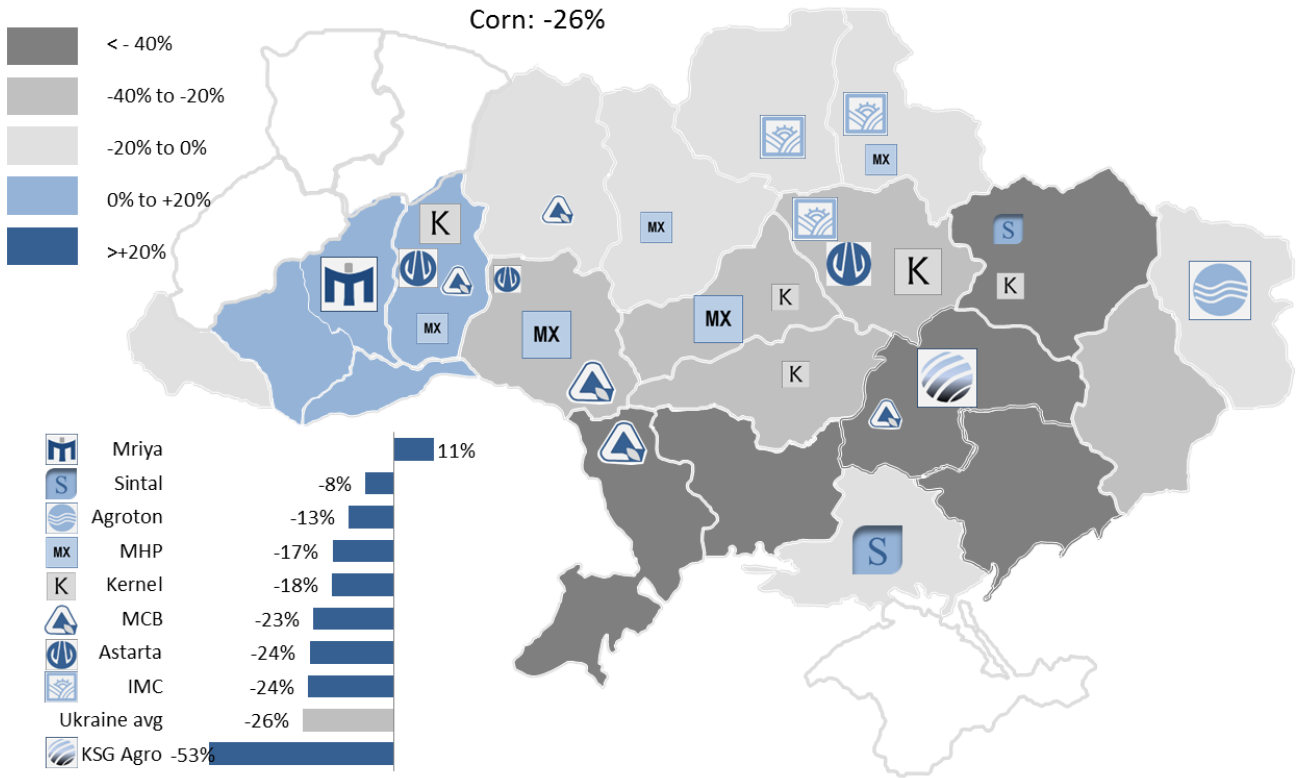 Corn: -26%
< - 40%
-40% to -20%
-20% to 0%
0% to +20%
>+20%
K
MX
MX
MX
K
S
K
MX
MX
K
K
S
Mriya 11%
S Sintal -8%
Agroton -13%
MX MHP -17%
K Kernel -18%
MCB -23%
Astarta -24%
IMC -24%
Ukraine avg -26%
KSG Agro -53%